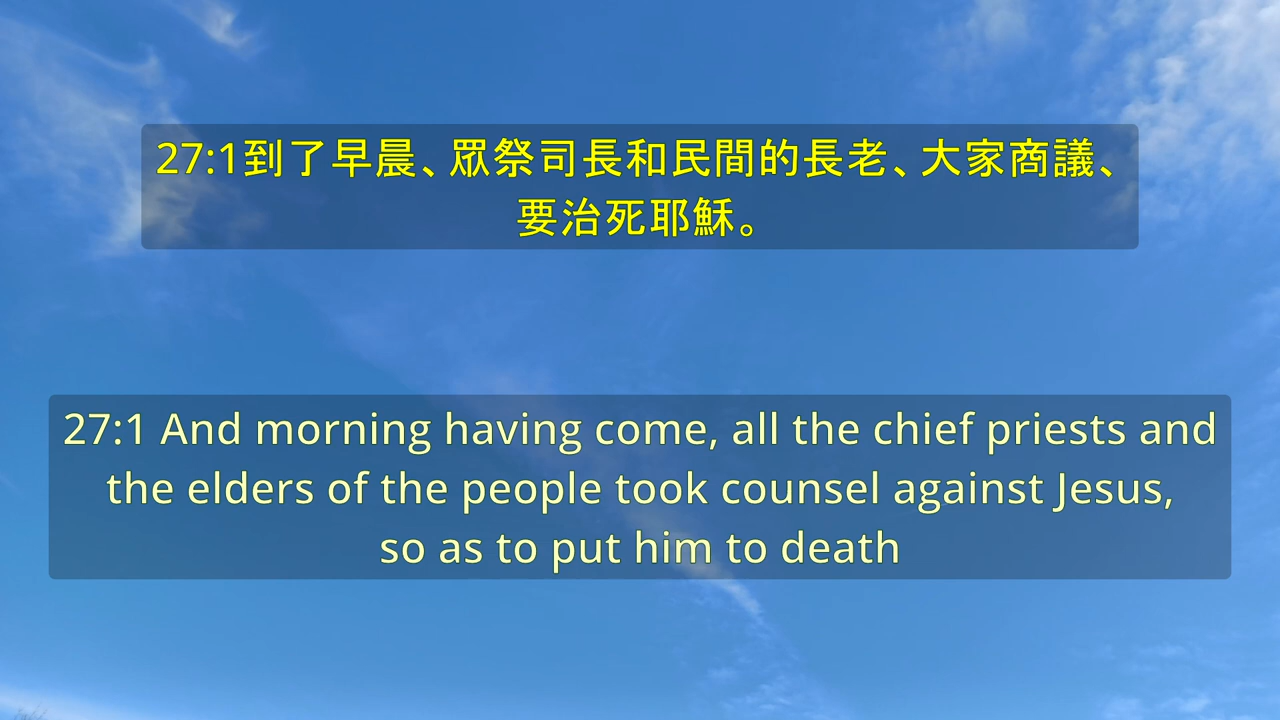 27:1到了早晨、眾祭司長和民間的長老、大家商議、
要治死耶穌。
27:1 And morning having come, all the chief priests and
the elders of the people took counsel against Jesus,
so as to put him to death